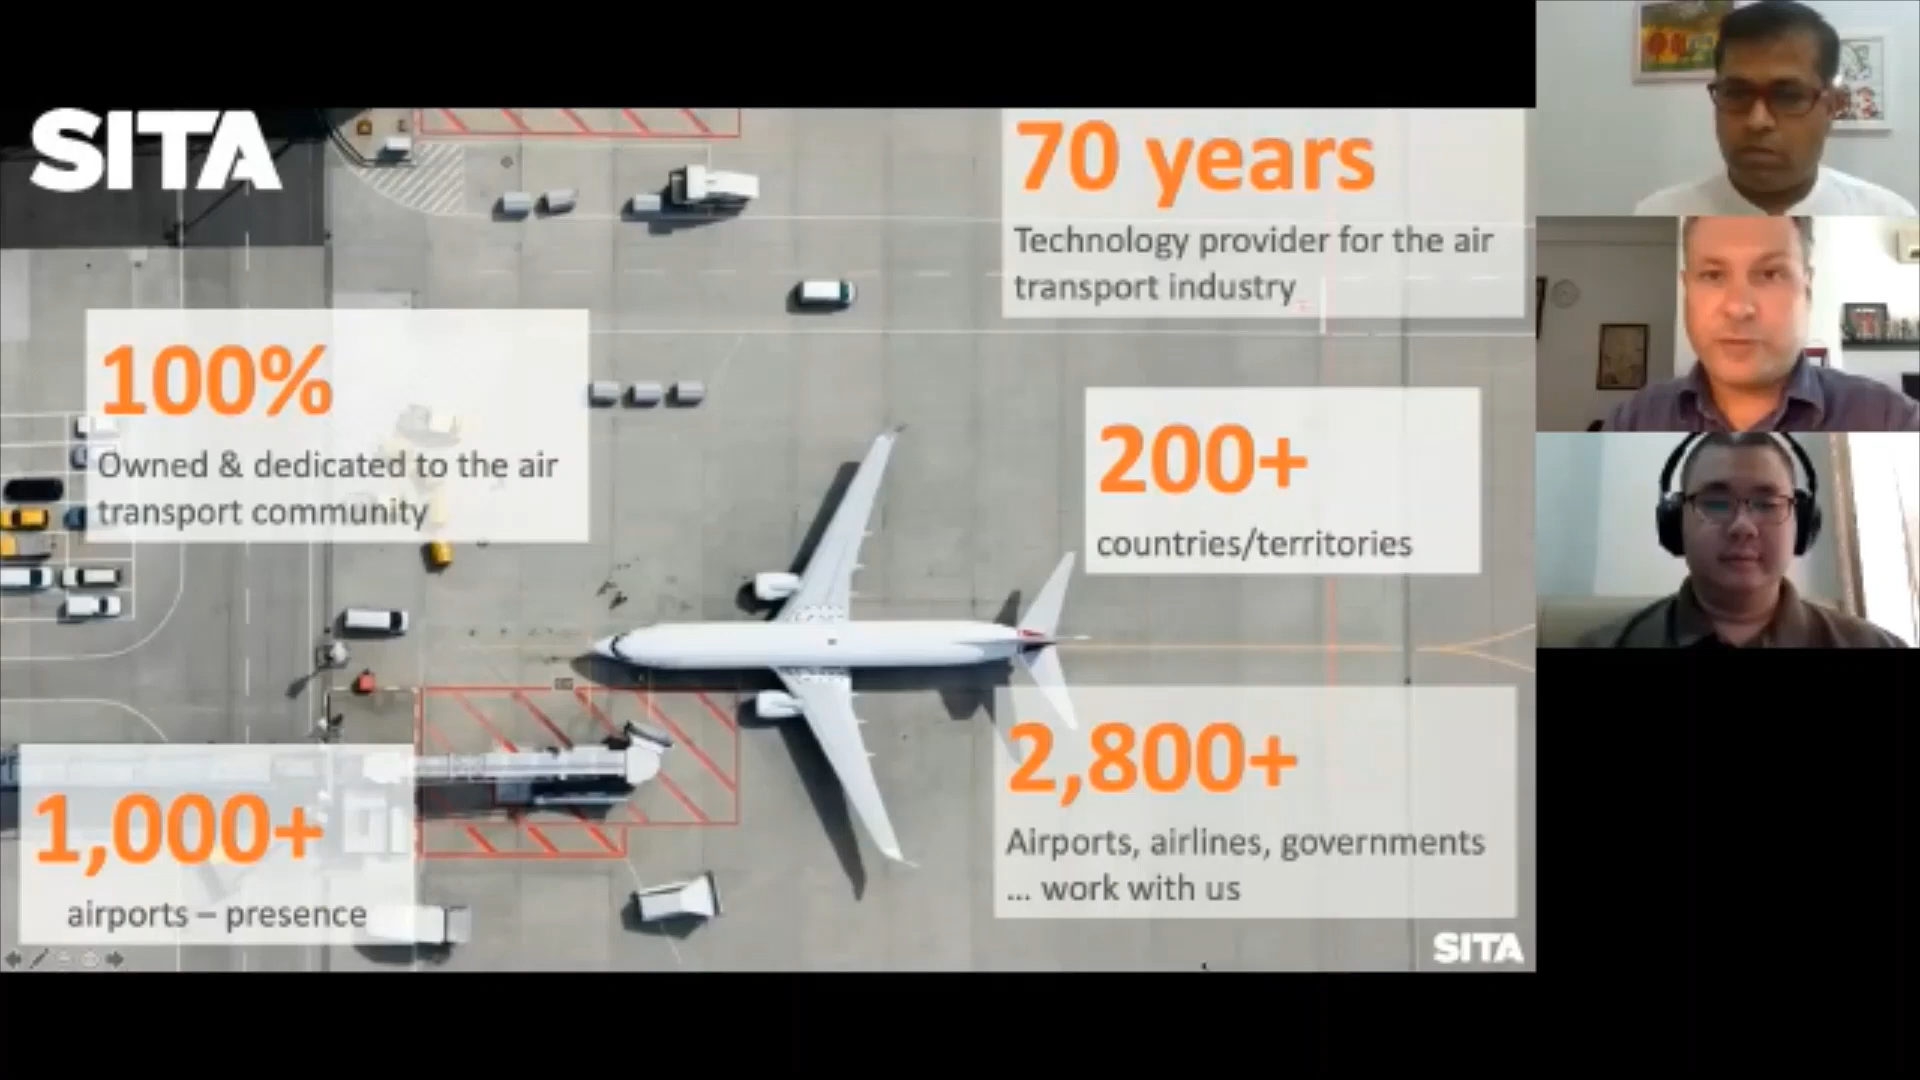 SITA
70 years
Technology provider for the air
transport industry
100%
Owned & dedicated to the air
transport community
200+
countries/territories
2,800+
Airports, airlines, governments
... work with us
1,000+
airports – presence
SITA